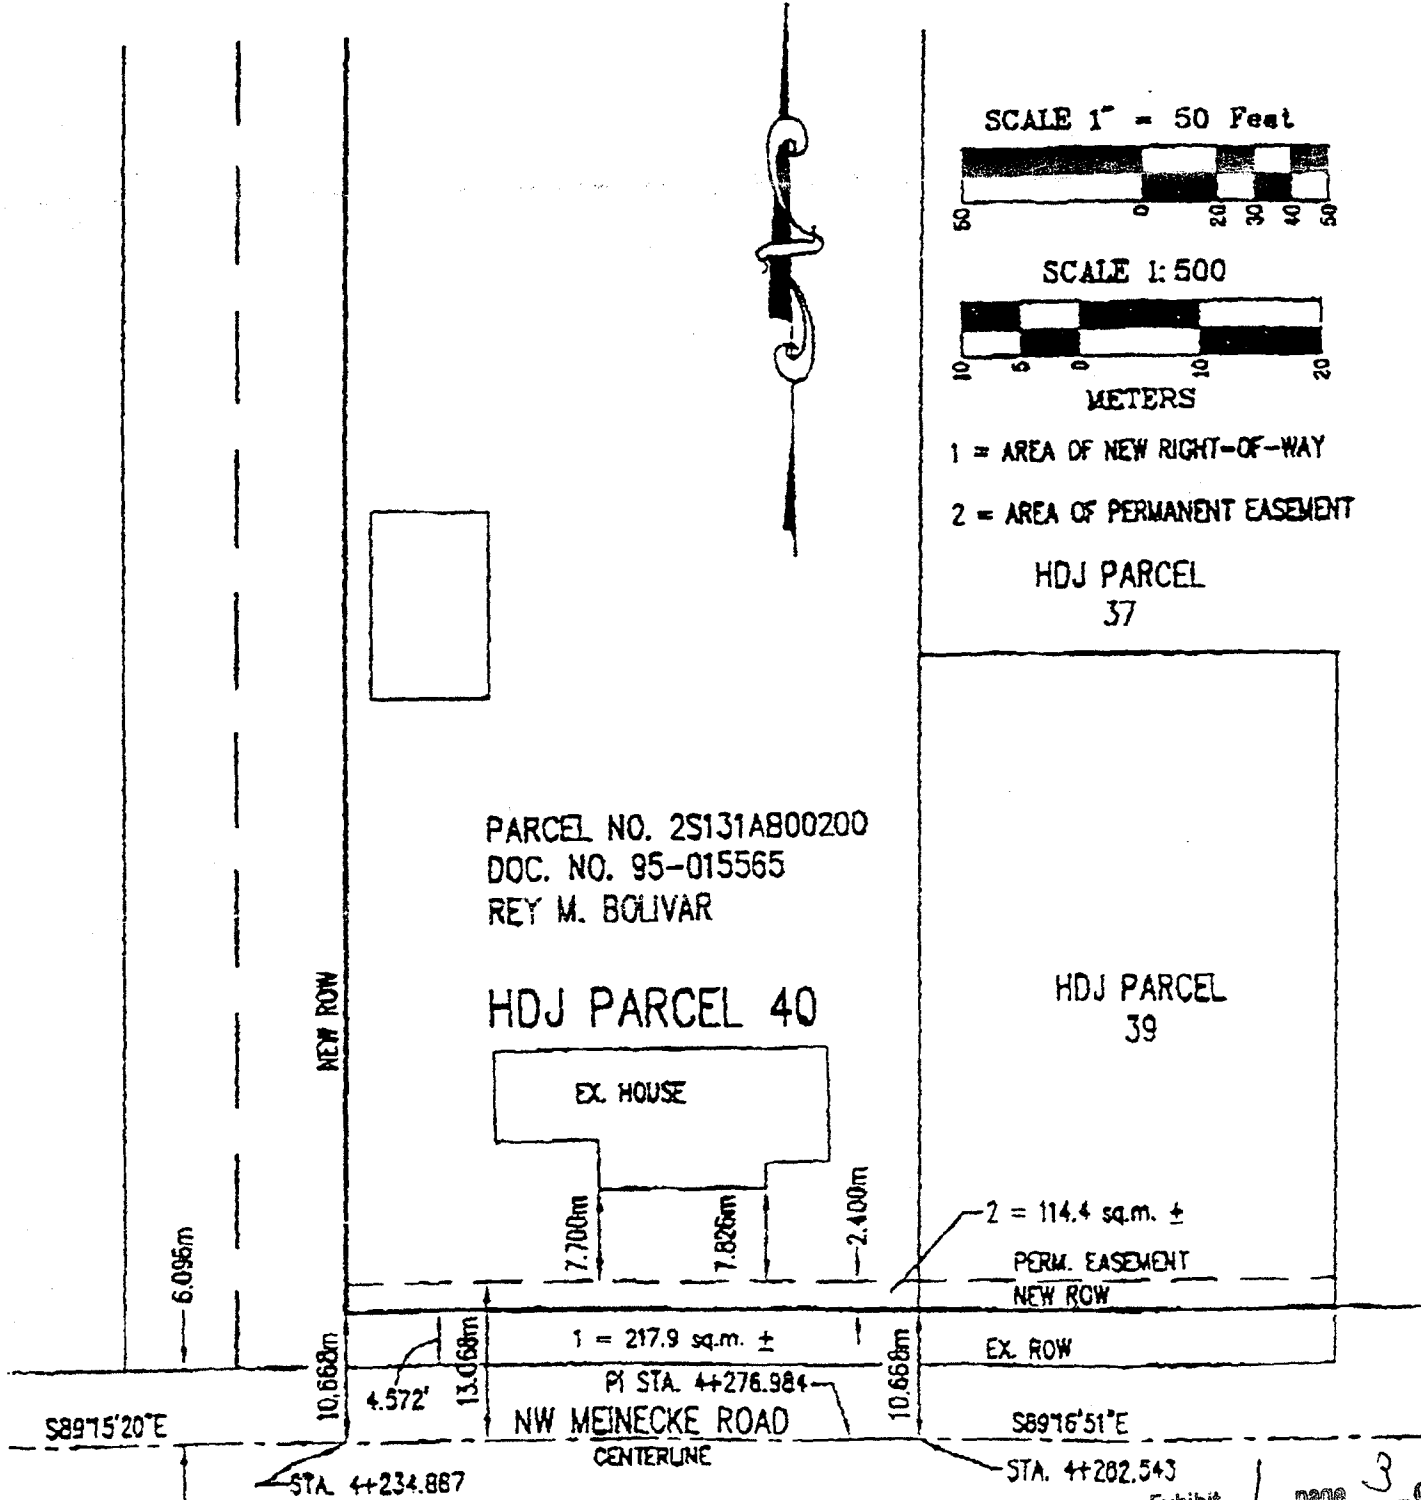 SCALE 1" = 50 Feet
50 0 20 30 40 50
SCALE 1:500
10 5 0 10 20
METERS
1 = AREA OF NEW RIGHT-OF-WAY
2 = AREA OF PERMANENT EASEMENT
HDJ PARCEL
37
PARCEL NO. 2S131AB00200
DOC. NO. 95-015565
REY M. BOLIVAR
NEW ROW
HDJ PARCEL 40
HDJ PARCEL
39
EX. HOUSE
7.700m
7.826m
2.400m
2 = 114.4 sq.m. ±
6.096m
PERM. EASEMENT
NEW ROW
10.668m
4.572'
13.068m
1 = 217.9 sq.m. ±
10.668m
EX. ROW
PI STA. 4+276.984
S89°15'20"E
NW MEINECKE ROAD
S89°16'51"E
CENTERLINE
STA. 4+234.887
STA. 4+282.543
Exhibit 1 page 3